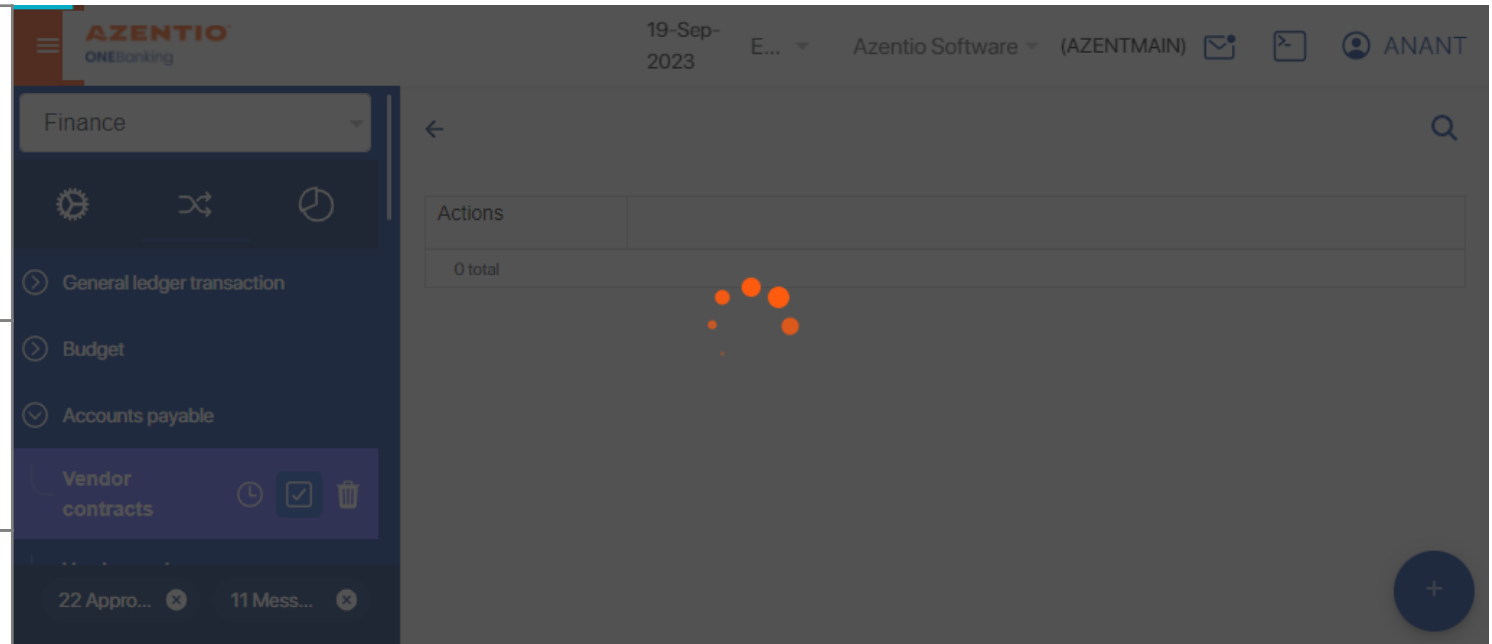 AZENTIO
ONEBanking
19-Sep-
2023
E...
Azentio Software
(AZENTMAIN)
ANANT
Finance
Actions
0 total
General ledger transaction
Budget
Accounts payable
Vendor
contracts
22 Appro...
11 Mess...